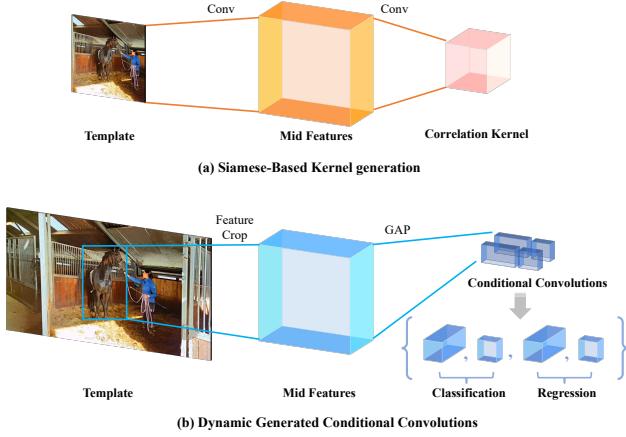 Conv
Conv
Template
Mid Features
Correlation Kernel
(a) Siamese-Based Kernel generation
Feature
Crop
GAP
Conditional Convolutions
{ , , , }
Classification
Regression
Template
Mid Features
(b) Dynamic Generated Conditional Convolutions